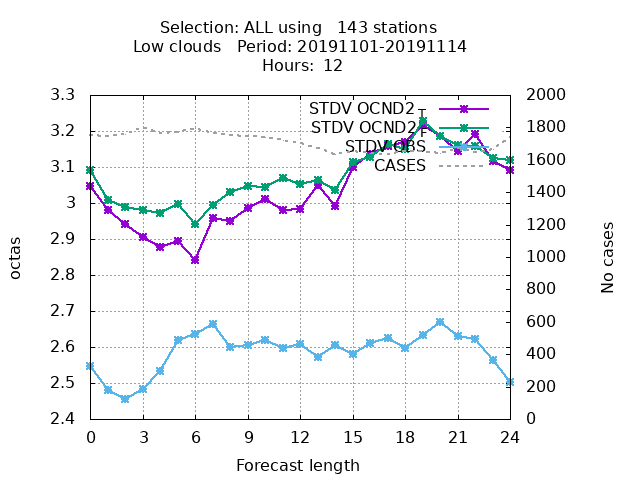 Selection: ALL using   143 stations
Low clouds   Period: 20191101-20191114
Hours:  12
3.3
3.2
3.1
3
2.9
2.8
2.7
2.6
2.5
2.4
octas
STDV OCND2_T
STDV OCND2_T
STDV OBS
CASES
2000
1800
1600
1400
1200
1000
800
600
400
200
0
No cases
0 3 6 9 12 15 18 21 24
Forecast length